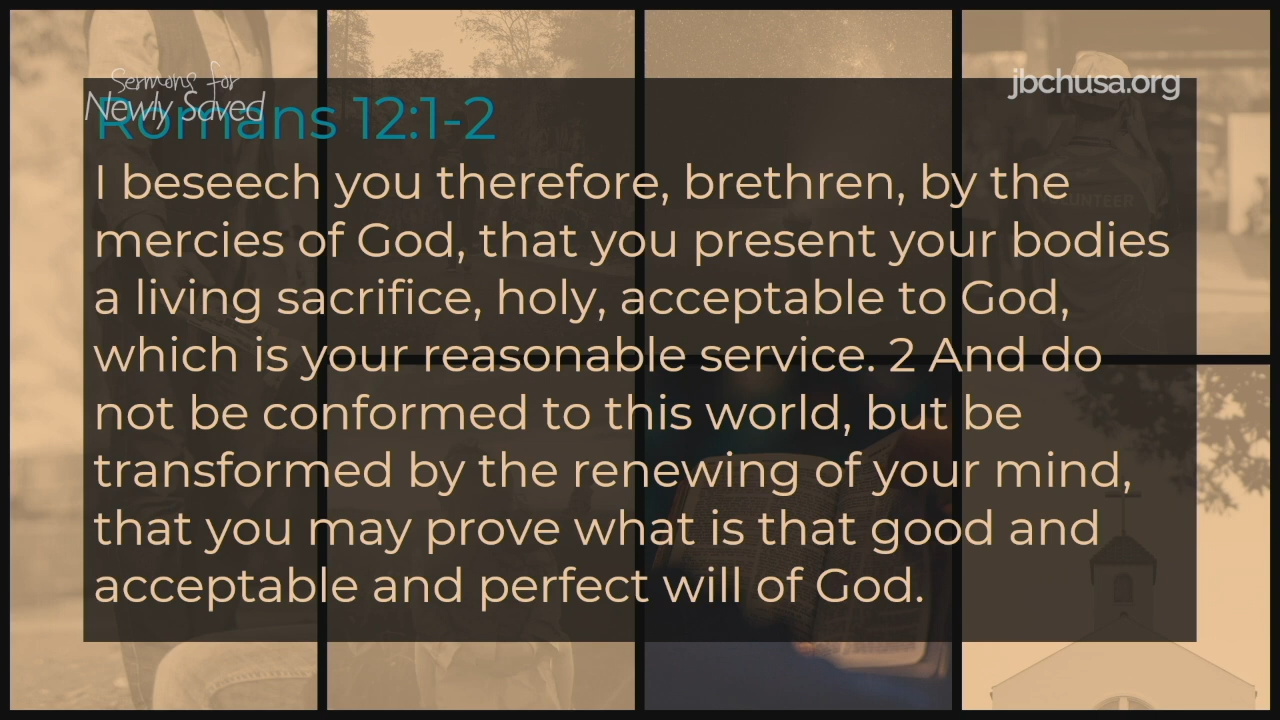 Sermons for
Newly Saved
jbchusa.org
Romans 12:1-2
I beseech you therefore, brethren, by the
mercies of God, that you present your bodies
a living sacrifice, holy, acceptable to God,
which is your reasonable service. 2 And do
not be conformed to this world, but be
transformed by the renewing of your mind,
that you may prove what is that good and
acceptable and perfect will of God.
VOLUNTEER